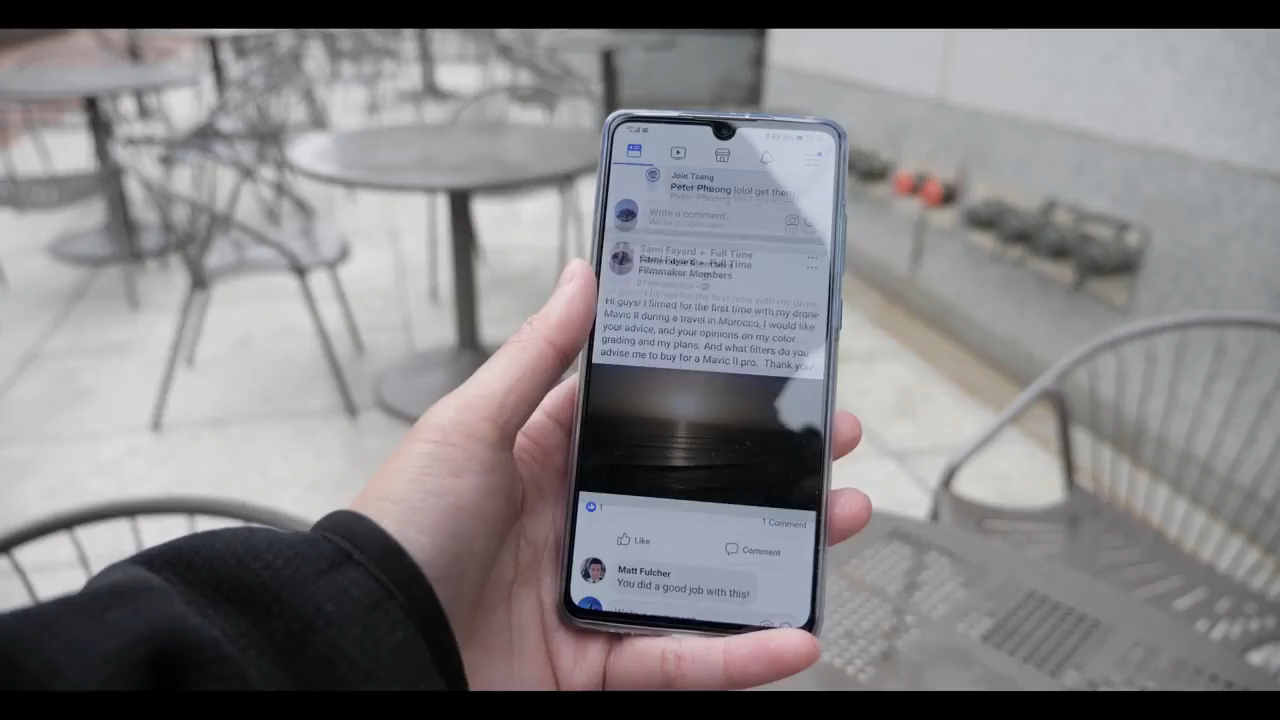 Joie Tsang
Peter Phuong lolol get them
Write a comment...
Sami Fayard ▸ Full Time
Filmmaker Members
Hi guys! I filmed for the first time with my drone
Mavic II during a travel in Morocco, I would like
your advice, and your opinions on my color
grading and my plans. And what filters do you
advise me to buy for a Mavic II pro. Thank you!
1
1 Comment
Like
Comment
Matt Fulcher
You did a good job with this!